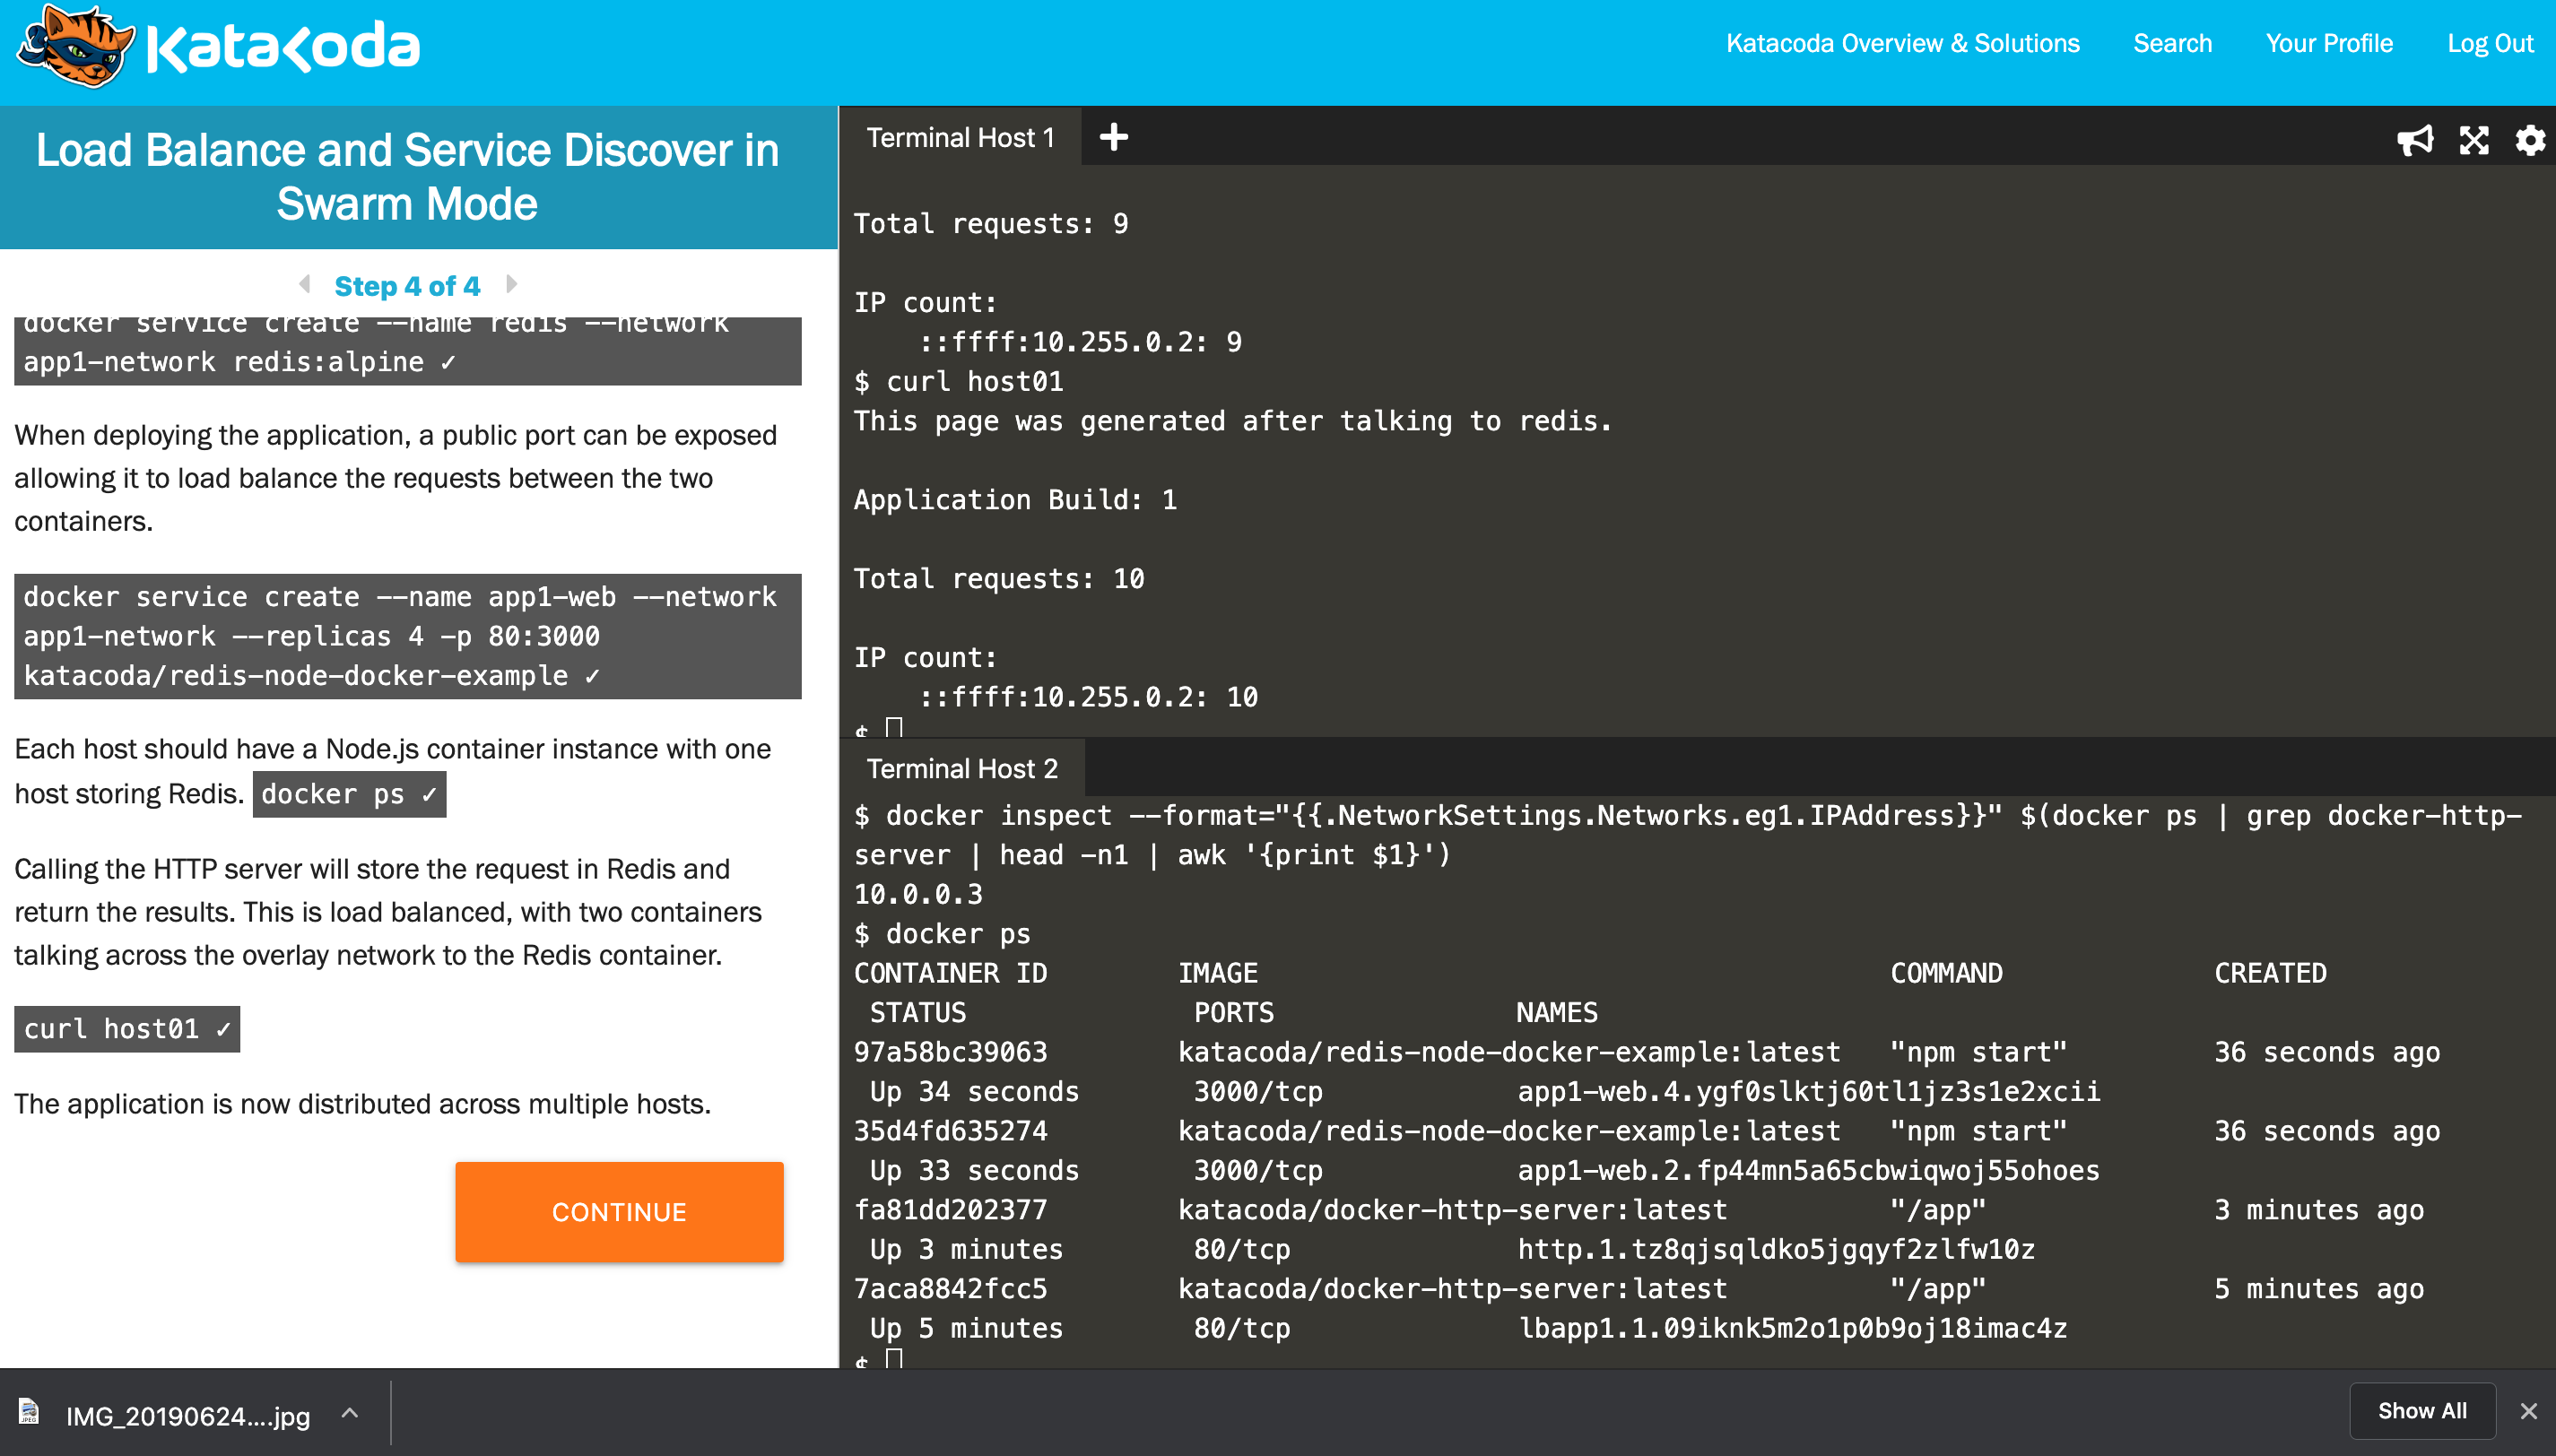 Katacoda
Katacoda Overview & Solutions
Search
Your Profile
Log Out
Load Balance and Service Discover in
Swarm Mode
Step 4 of 4
docker service create --name redis --network
app1-network redis:alpine ✓
When deploying the application, a public port can be exposed
allowing it to load balance the requests between the two
containers.
docker service create --name app1-web --network
app1-network --replicas 4 -p 80:3000
katacoda/redis-node-docker-example ✓
Each host should have a Node.js container instance with one
host storing Redis. docker ps ✓
Calling the HTTP server will store the request in Redis and
return the results. This is load balanced, with two containers
talking across the overlay network to the Redis container.
curl host01 ✓
The application is now distributed across multiple hosts.
CONTINUE
Terminal Host 1
Total requests: 9
IP count:
::ffff:10.255.0.2: 9
$ curl host01
This page was generated after talking to redis.
Application Build: 1
Total requests: 10
IP count:
::ffff:10.255.0.2: 10
$
Terminal Host 2
$ docker inspect --format="{{.NetworkSettings.Networks.eg1.IPAddress}}" $(docker ps | grep docker-http-
server | head -n1 | awk '{print $1}')
10.0.0.3
$ docker ps
CONTAINER ID IMAGE COMMAND CREATED
STATUS PORTS NAMES
97a58bc39063 katacoda/redis-node-docker-example:latest "npm start" 36 seconds ago
Up 34 seconds 3000/tcp app1-web.4.ygf0slktj60tl1jz3s1e2xcii
35d4fd635274 katacoda/redis-node-docker-example:latest "npm start" 36 seconds ago
Up 33 seconds 3000/tcp app1-web.2.fp44mn5a65cbwiqwoj55ohoes
fa81dd202377 katacoda/docker-http-server:latest "/app" 3 minutes ago
Up 3 minutes 80/tcp http.1.tz8qjsqldko5jgqyf2zlfw10z
7aca8842fcc5 katacoda/docker-http-server:latest "/app" 5 minutes ago
Up 5 minutes 80/tcp lbapp1.1.09iknk5m2o1p0b9oj18imac4z
$
JPEG
IMG_20190624....jpg
Show All